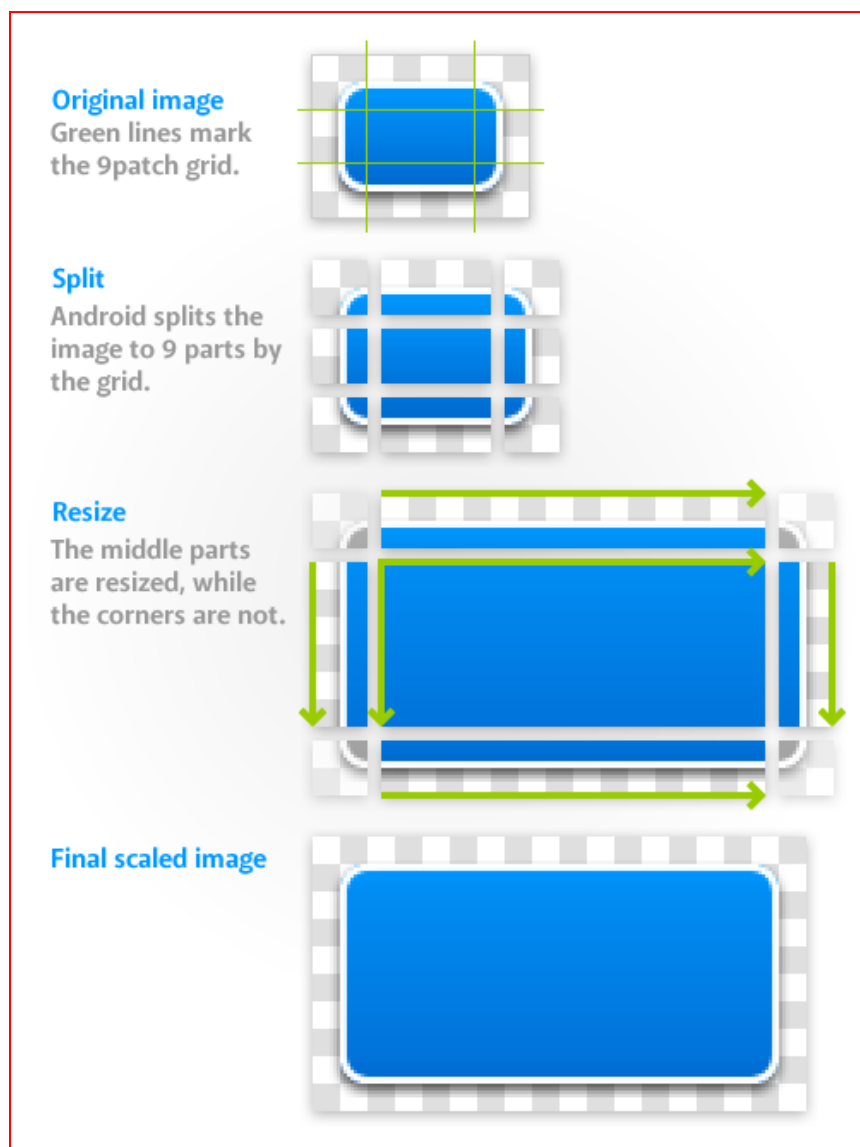 Original image
Green lines mark
the 9patch grid.
Split
Android splits the
image to 9 parts by
the grid.
Resize
The middle parts
are resized, while
the corners are not.
Final scaled image